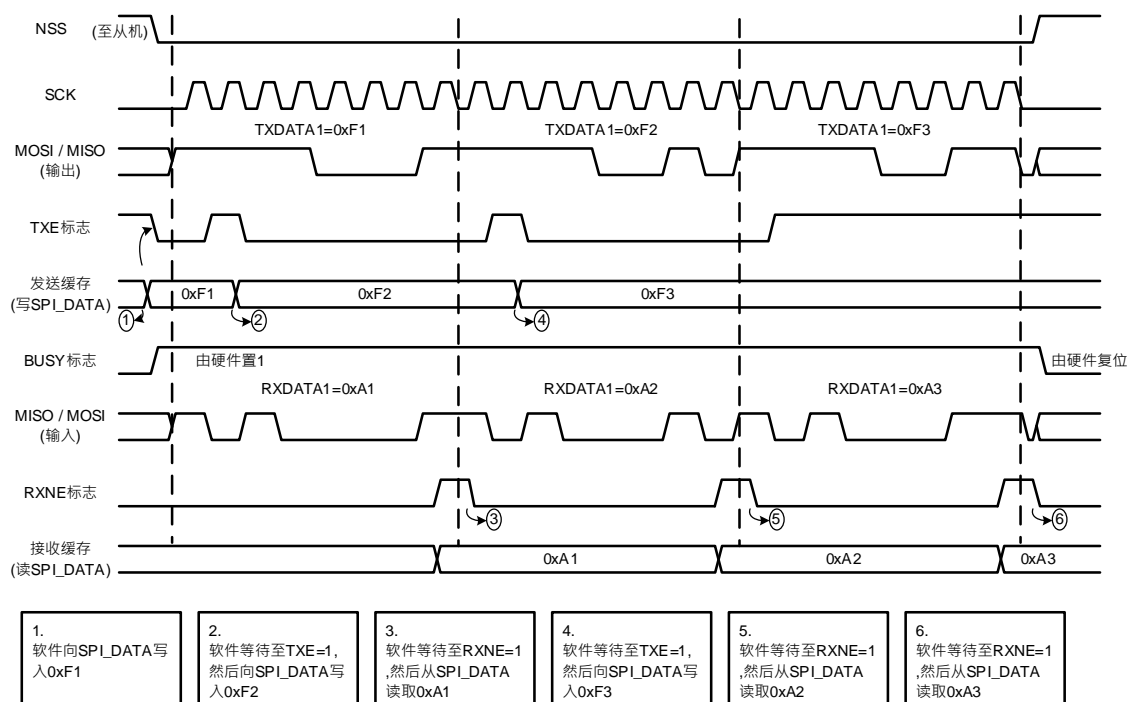 NSS (至从机)
SCK
TXDATA1=0xF1 TXDATA1=0xF2 TXDATA1=0xF3
MOSI / MISO
(输出)
TXE标志
发送缓存
(写SPI_DATA)
0xF1 0xF2 0xF3
① ② ④
BUSY标志 由硬件置1 由硬件复位
RXDATA1=0xA1 RXDATA1=0xA2 RXDATA1=0xA3
MISO / MOSI
(输入)
RXNE标志
③ ⑤ ⑥
接收缓存
(读SPI_DATA)
0xA1 0xA2 0xA3
1.
软件向SPI_DATA写
入0xF1
2.
软件等待至TXE=1,
然后向SPI_DATA写
入0xF2
3.
软件等待至RXNE=1
,然后从SPI_DATA
读取0xA1
4.
软件等待至TXE=1,
然后向SPI_DATA写
入0xF3
5.
软件等待至RXNE=1
,然后从SPI_DATA
读取0xA2
6.
软件等待至RXNE=1
,然后从SPI_DATA
读取0xA3